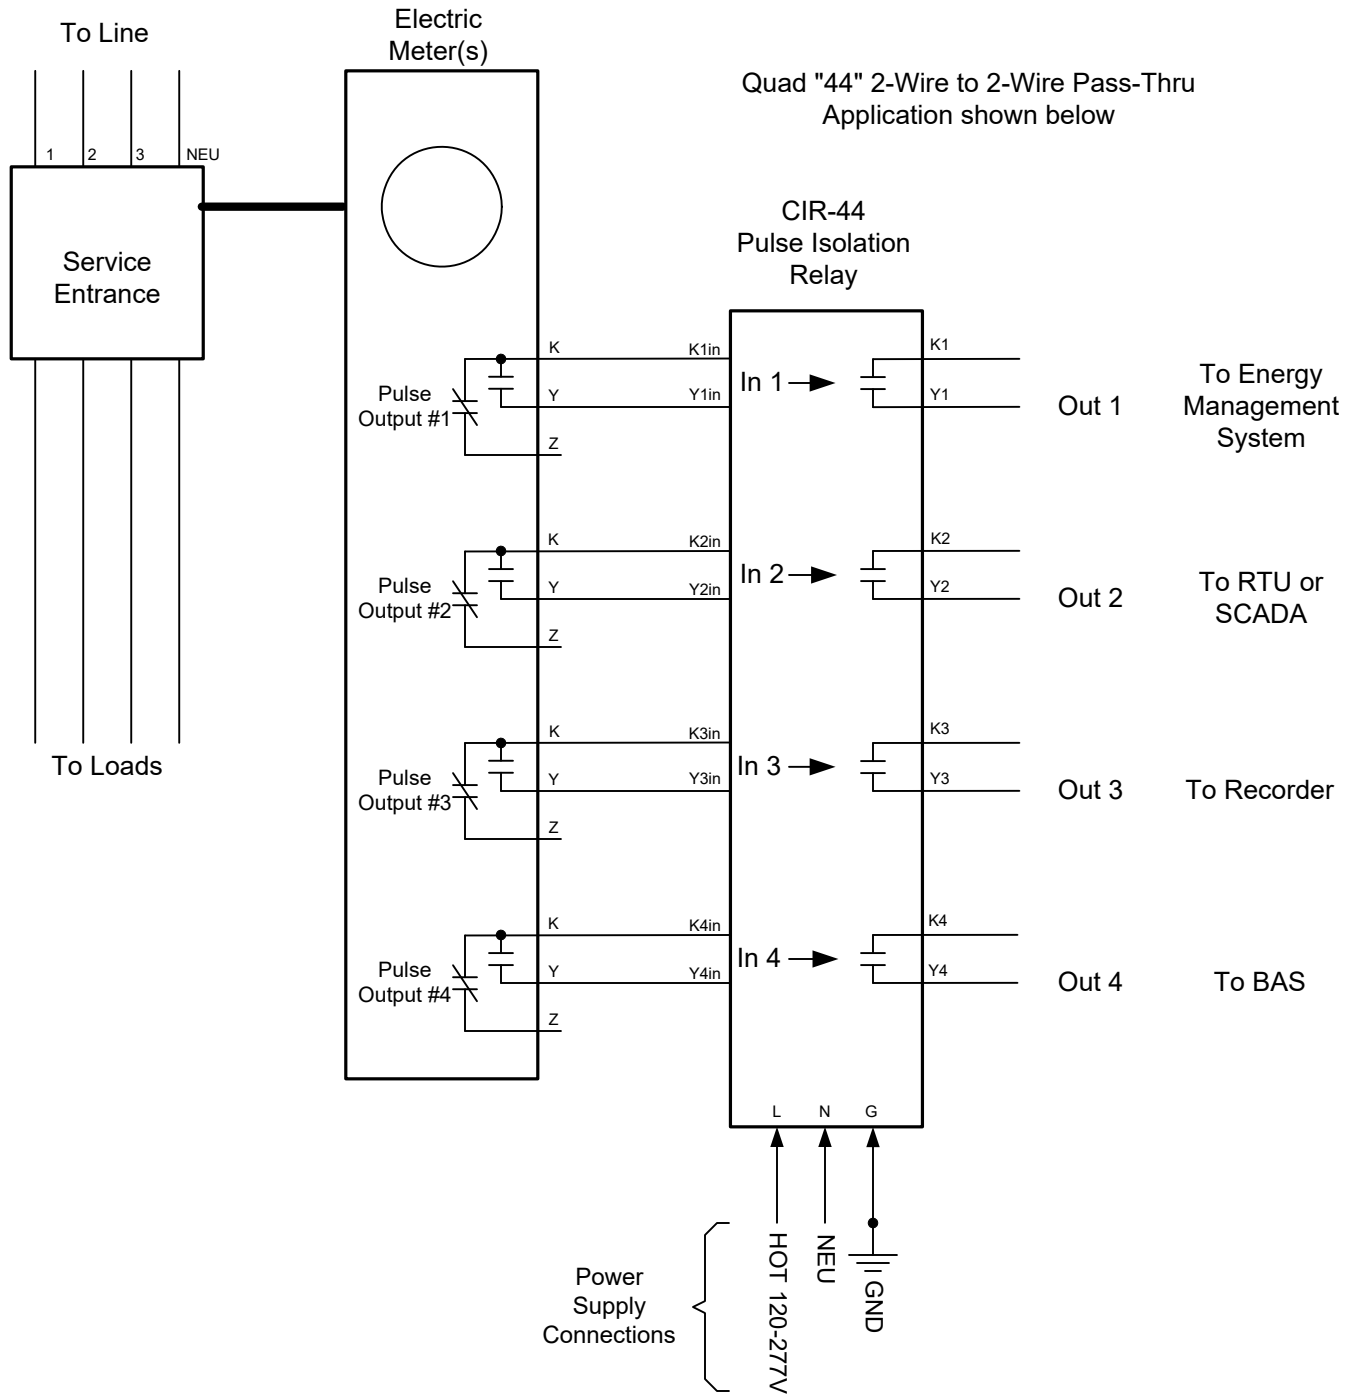 To Line
Electric
Meter(s)
Quad "44" 2-Wire to 2-Wire Pass-Thru
Application shown below
1
2
3
NEU
Service
Entrance
To Loads
CIR-44
Pulse Isolation
Relay
Pulse
Output #1
K
Y
Z
K1in
Y1in
In 1
K1
Y1
Out 1
To Energy
Management
System
Pulse
Output #2
K
Y
Z
K2in
Y2in
In 2
K2
Y2
Out 2
To RTU or
SCADA
Pulse
Output #3
K
Y
Z
K3in
Y3in
In 3
K3
Y3
Out 3
To Recorder
Pulse
Output #4
K
Y
Z
K4in
Y4in
In 4
K4
Y4
Out 4
To BAS
L
N
G
HOT 120-277V
NEU
GND
Power
Supply
Connections